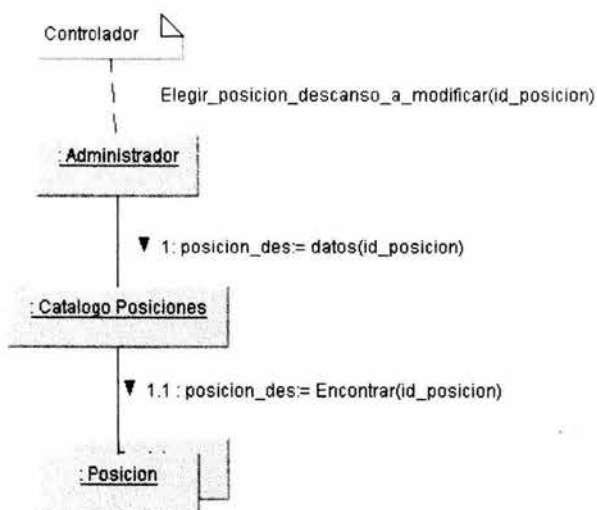 Controlador
Elegir_posicion_descanso_a_modificar(id_posicion)
: Administrador
1: posicion_des:= datos(id_posicion)
: Catalogo Posiciones
1.1 : posicion_des:= Encontrar(id_posicion)
: Posicion